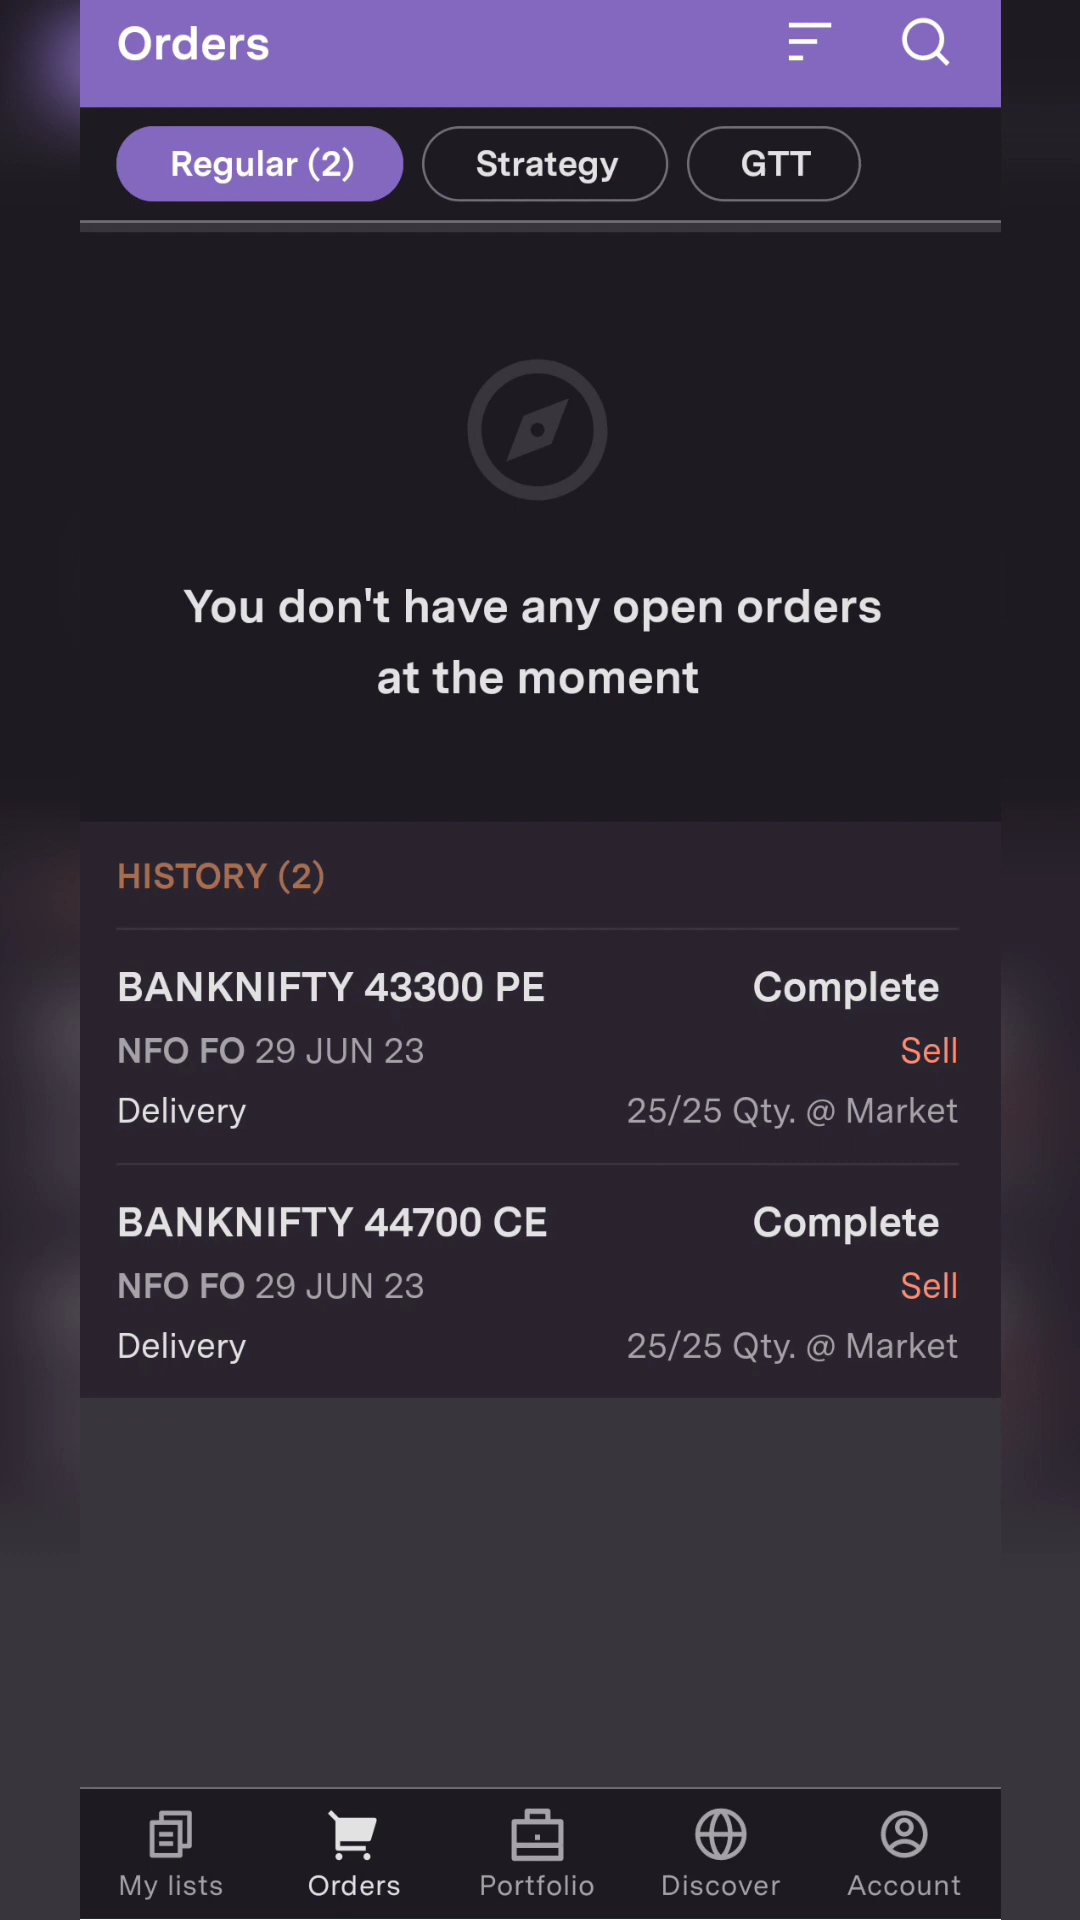 Orders
Regular (2) Strategy GTT
You don't have any open orders
at the moment
HISTORY (2)
BANKNIFTY 43300 PE Complete
NFO FO 29 JUN 23 Sell
Delivery 25/25 Qty. @ Market
BANKNIFTY 44700 CE Complete
NFO FO 29 JUN 23 Sell
Delivery 25/25 Qty. @ Market
My lists Orders Portfolio Discover Account